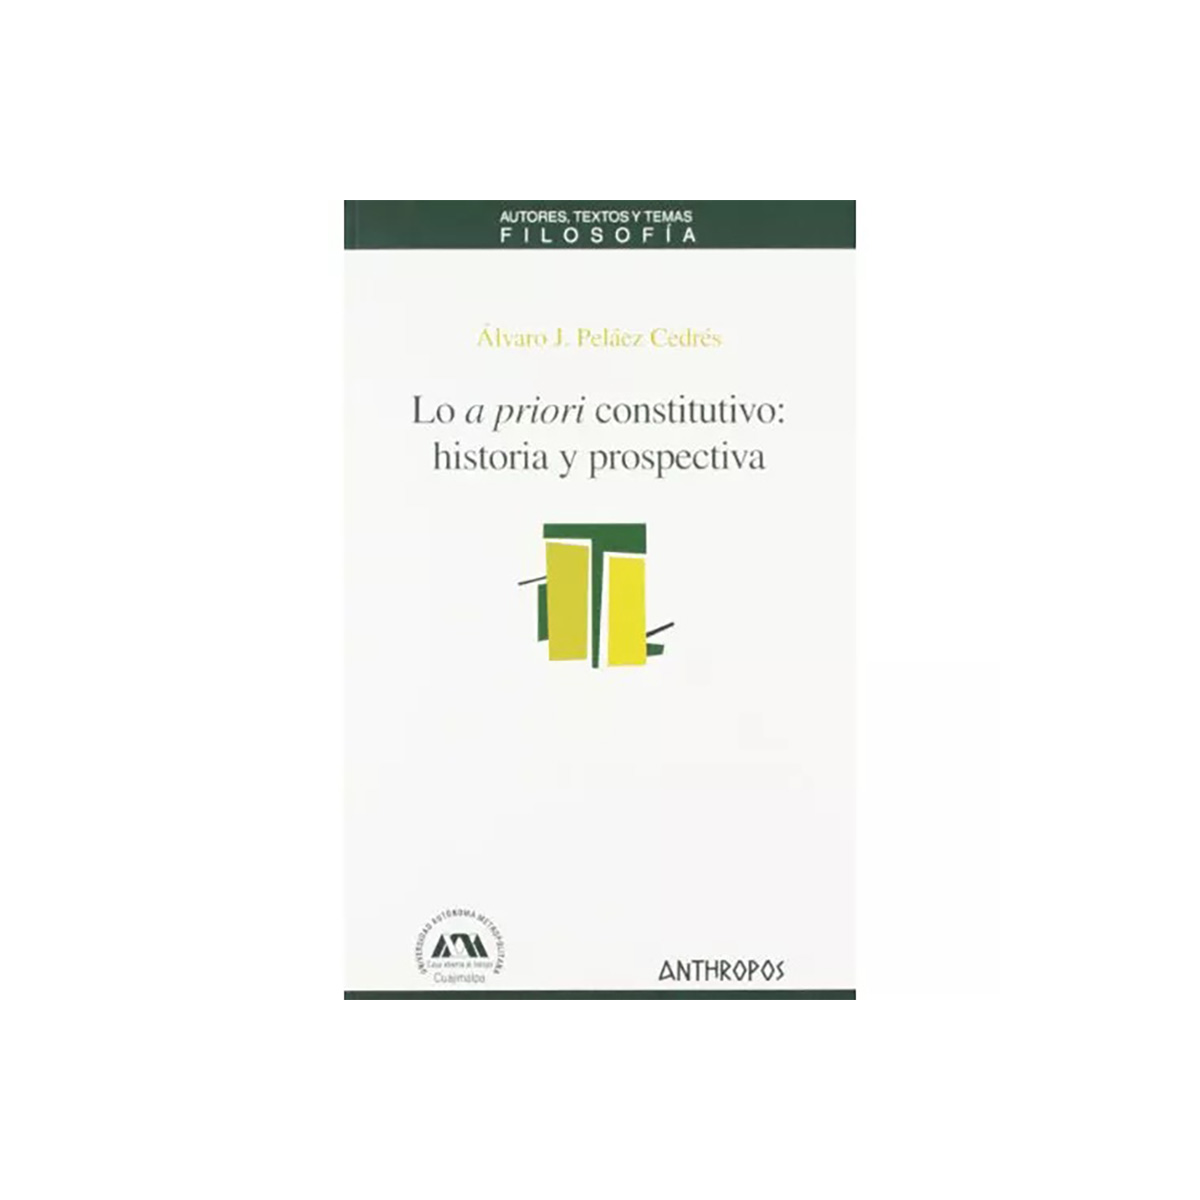 AUTORES, TEXTOS Y TEMAS
FILOSOFÍA
Álvaro J. Peláez Cedrés
Lo a priori constitutivo:
historia y prospectiva
UNIVERSIDAD AUTÓNOMA METROPOLITANA
Casa abierta al tiempo
Cuajimalpa
ANTHROPOS